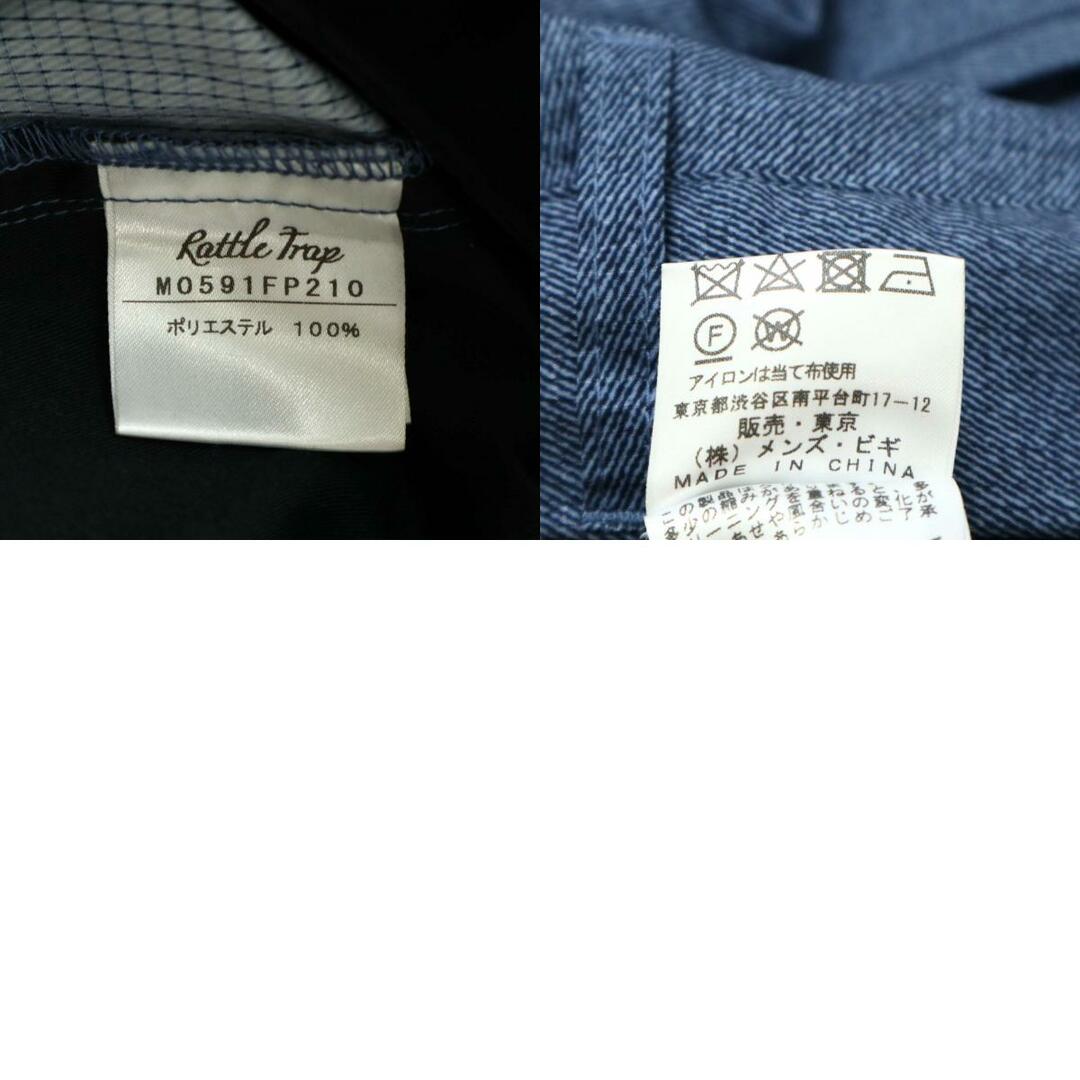 Rattle Trap
M0591FP210
ポリエステル 100%
F W
アイロンは当て布使用
東京都渋谷区南平台町17-12
販売・東京
(株) メンズ・ビギ
MADE IN CHINA